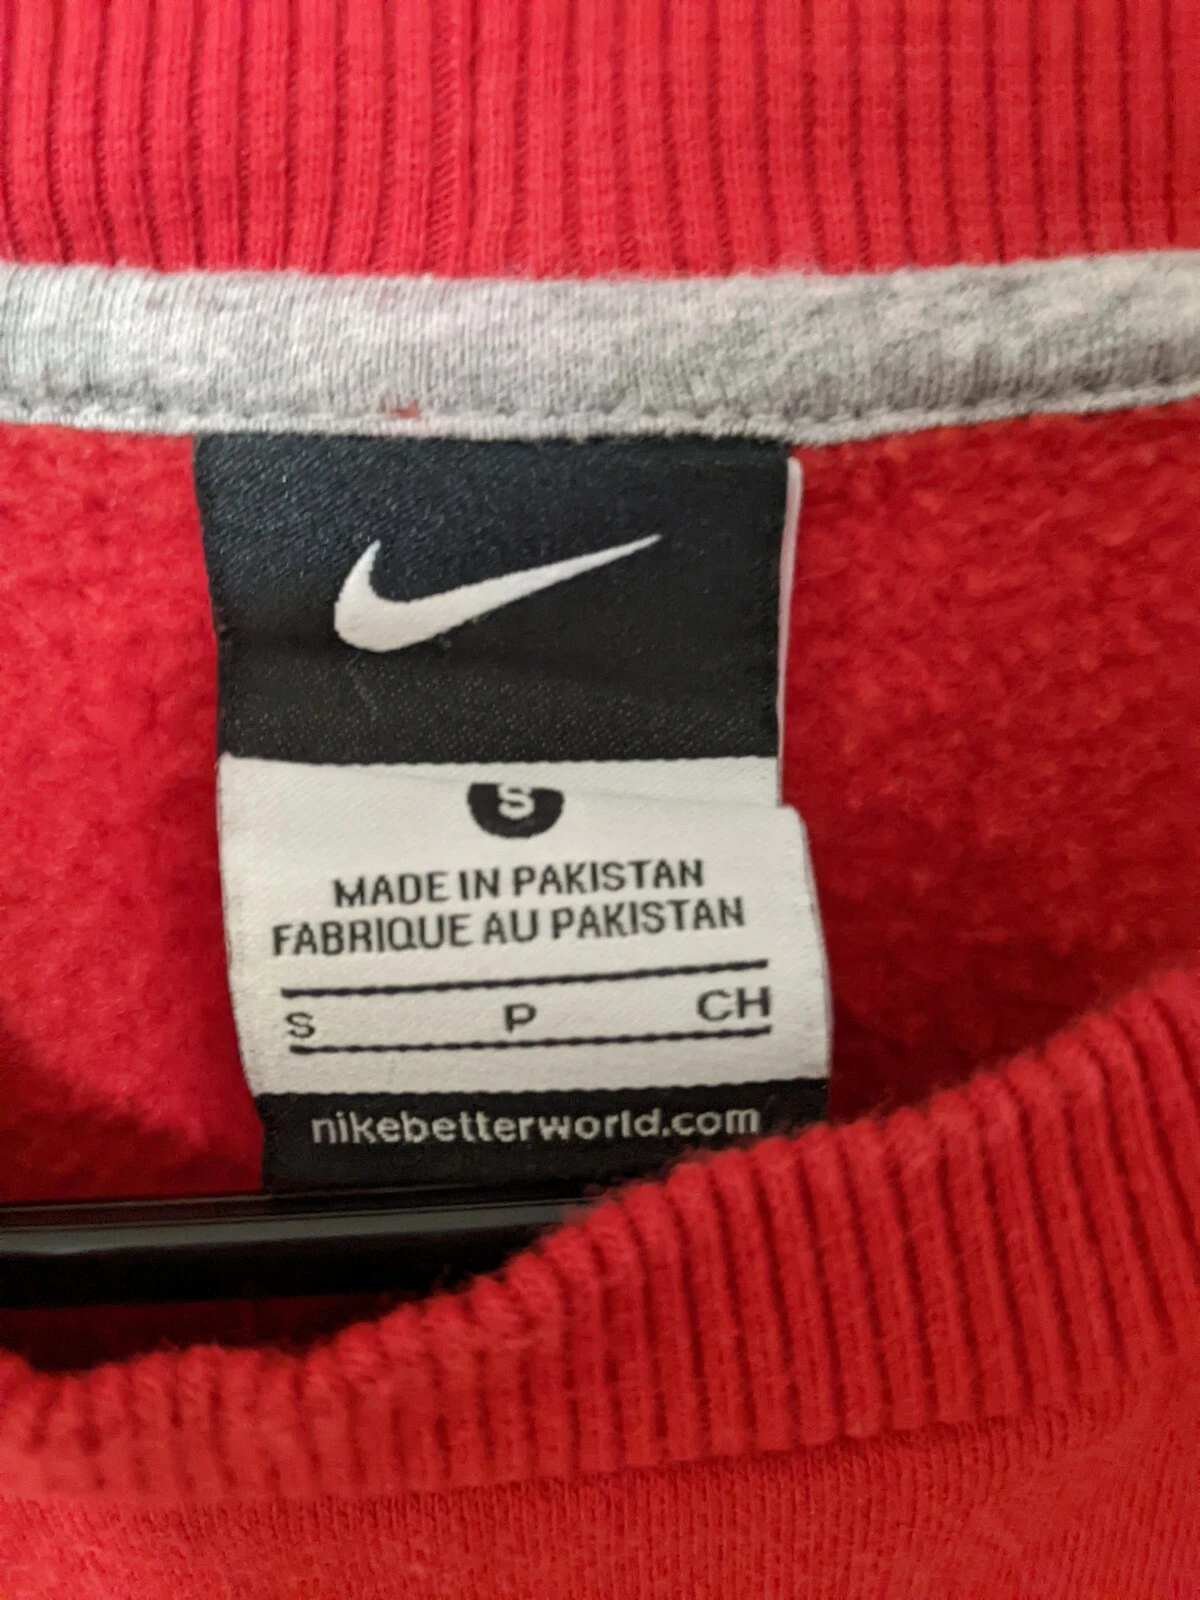 S
MADE IN PAKISTAN
FABRIQUE AU PAKISTAN
S P CH
nikebetterworld.com